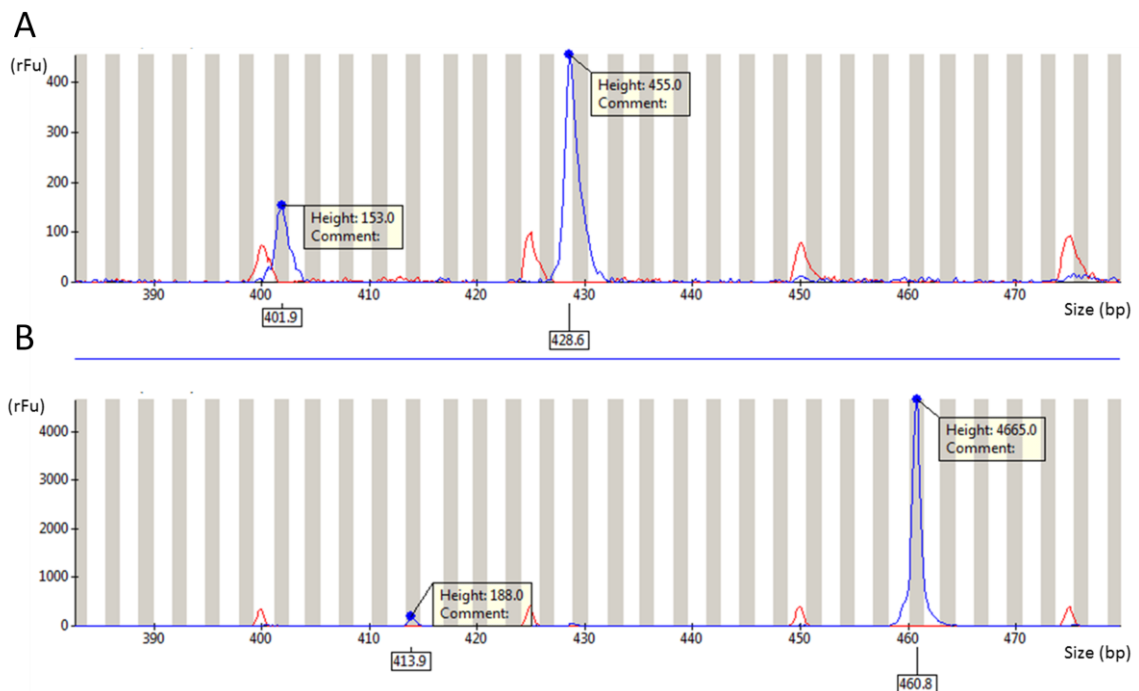 A
(rFu)
400
300
200
100
0
Height: 455.0
Comment:
Height: 153.0
Comment:
390 400 410 420 430 440 450 460 470 Size (bp)
401.9
428.6
B
(rFu)
4000
3000
2000
1000
0
Height: 4665.0
Comment:
Height: 188.0
Comment:
390 400 410 420 430 440 450 460 470 Size (bp)
413.9
460.8